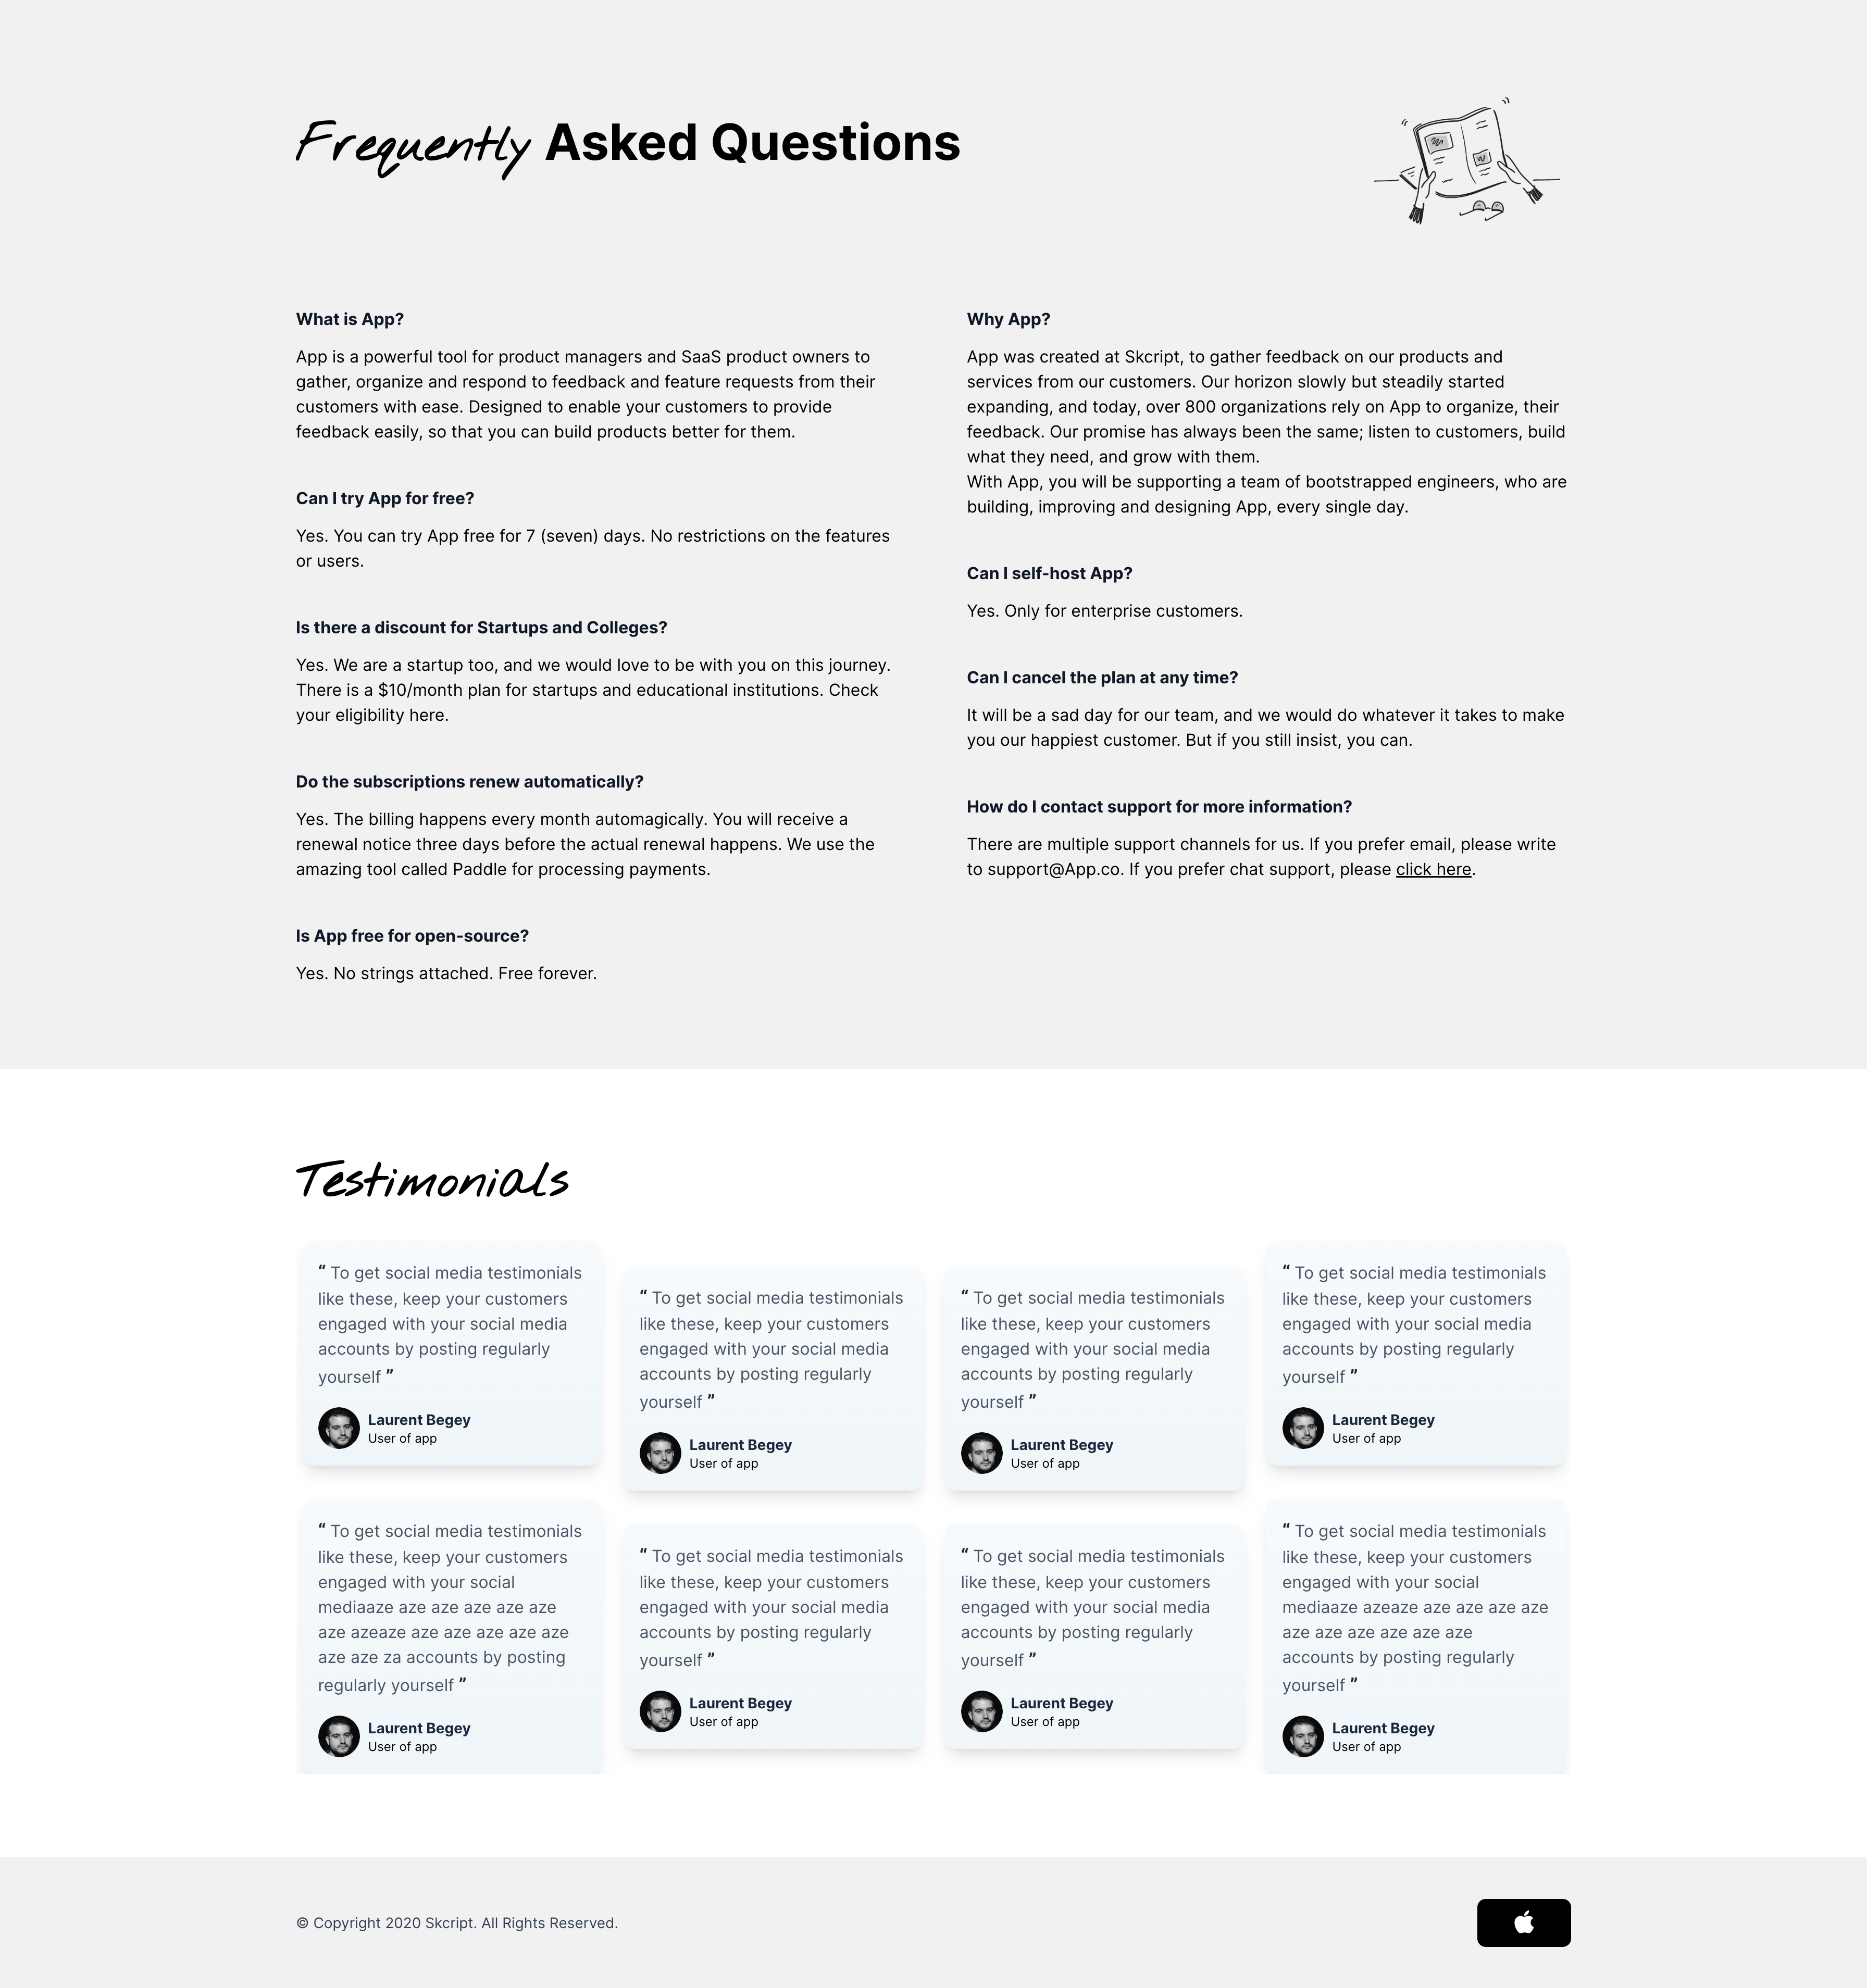 Frequently Asked Questions
What is App?
App is a powerful tool for product managers and SaaS product owners to
gather, organize and respond to feedback and feature requests from their
customers with ease. Designed to enable your customers to provide
feedback easily, so that you can build products better for them.
Can I try App for free?
Yes. You can try App free for 7 (seven) days. No restrictions on the features
or users.
Is there a discount for Startups and Colleges?
Yes. We are a startup too, and we would love to be with you on this journey.
There is a $10/month plan for startups and educational institutions. Check
your eligibility here.
Do the subscriptions renew automatically?
Yes. The billing happens every month automagically. You will receive a
renewal notice three days before the actual renewal happens. We use the
amazing tool called Paddle for processing payments.
Is App free for open-source?
Yes. No strings attached. Free forever.
Why App?
App was created at Skcript, to gather feedback on our products and
services from our customers. Our horizon slowly but steadily started
expanding, and today, over 800 organizations rely on App to organize, their
feedback. Our promise has always been the same; listen to customers, build
what they need, and grow with them.
With App, you will be supporting a team of bootstrapped engineers, who are
building, improving and designing App, every single day.
Can I self-host App?
Yes. Only for enterprise customers.
Can I cancel the plan at any time?
It will be a sad day for our team, and we would do whatever it takes to make
you our happiest customer. But if you still insist, you can.
How do I contact support for more information?
There are multiple support channels for us. If you prefer email, please write
to support@App.co. If you prefer chat support, please click here.
Testimonials
“ To get social media testimonials
like these, keep your customers
engaged with your social media
accounts by posting regularly
yourself ”
Laurent Begey
User of app
“ To get social media testimonials
like these, keep your customers
engaged with your social
mediaaze aze aze aze aze aze
aze azeaze aze aze aze aze aze
aze aze za accounts by posting
regularly yourself ”
Laurent Begey
User of app
“ To get social media testimonials
like these, keep your customers
engaged with your social media
accounts by posting regularly
yourself ”
Laurent Begey
User of app
“ To get social media testimonials
like these, keep your customers
engaged with your social media
accounts by posting regularly
yourself ”
Laurent Begey
User of app
“ To get social media testimonials
like these, keep your customers
engaged with your social media
accounts by posting regularly
yourself ”
Laurent Begey
User of app
“ To get social media testimonials
like these, keep your customers
engaged with your social media
accounts by posting regularly
yourself ”
Laurent Begey
User of app
“ To get social media testimonials
like these, keep your customers
engaged with your social media
accounts by posting regularly
yourself ”
Laurent Begey
User of app
“ To get social media testimonials
like these, keep your customers
engaged with your social
mediaaze azeaze aze aze aze aze
aze aze aze aze aze aze
accounts by posting regularly
yourself ”
Laurent Begey
User of app
© Copyright 2020 Skcript. All Rights Reserved.